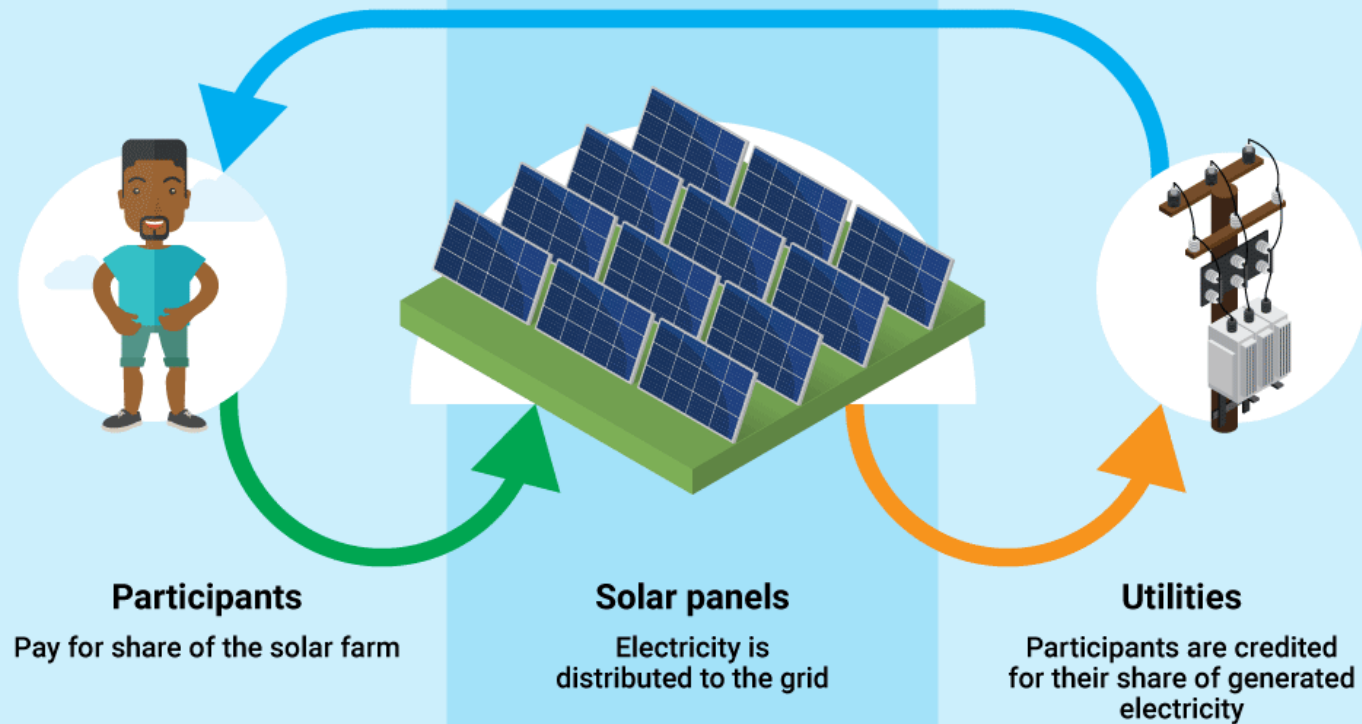 Participants
Pay for share of the solar farm
Solar panels
Electricity is
distributed to the grid
Utilities
Participants are credited
for their share of generated
electricity